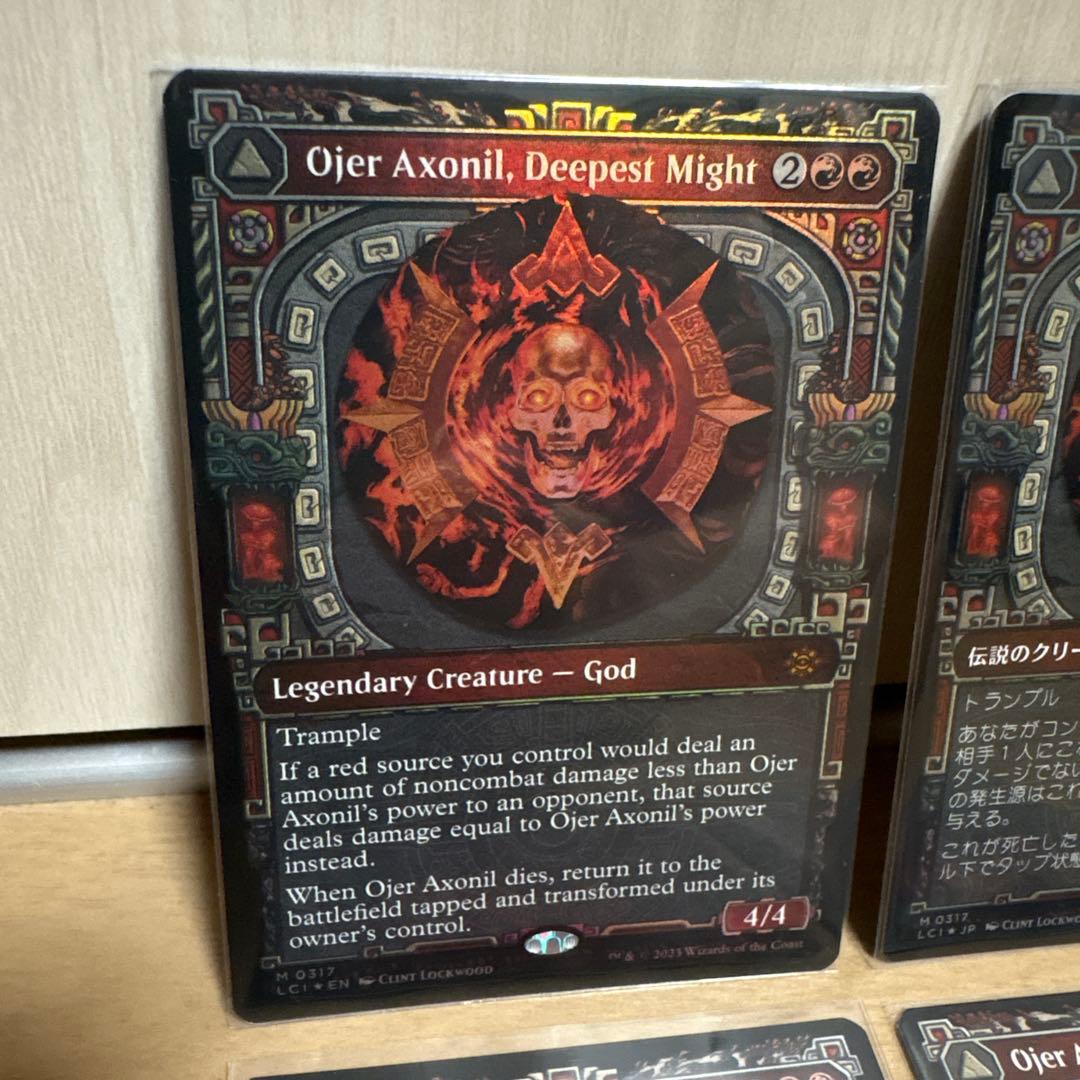 Ojer Axonil, Deepest Might 2
Legendary Creature — God
Trample
If a red source you control would deal an
amount of noncombat damage less than Ojer
Axonil's power to an opponent, that source
deals damage equal to Ojer Axonil's power
instead.
When Ojer Axonil dies, return it to the
battlefield tapped and transformed under its
owner's control.
4/4
M 0317
LCI ★ EN CLINT LOCKWOOD
™ & © 2023 Wizards of the Coast
伝説のクリー
トランプル
あなたがコン
相手1人にこ
ダメージでな
の発生源はこれ
与える。
これが死亡した
ル下でタップ状態
M 0317
LCI ★ JP CLINT LOCKW
Ojer